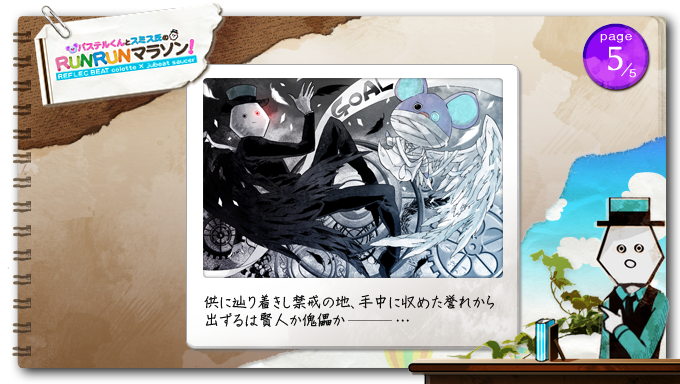 パステルくんとスミス氏の
RUNRUNマラソン!
REFLEC BEAT colette × jubeat saucer
page
5/5
GOAL
供に辿り着きし禁戒の地、手中に収めた誉れから
出ずるは賢人か傀儡か―――…